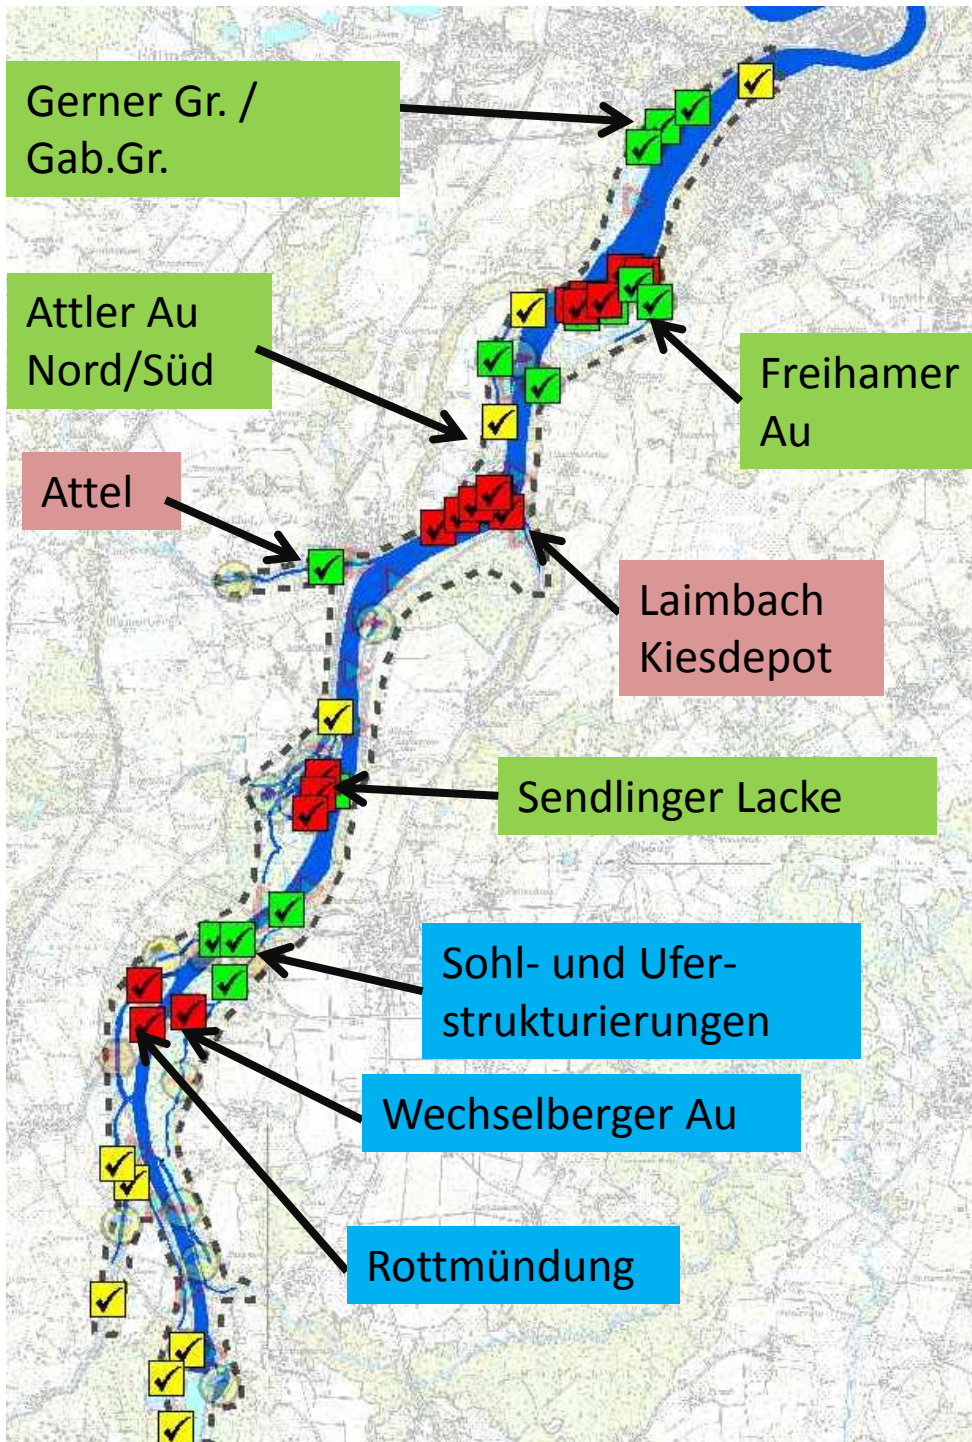 Gerner Gr. /
Gab.Gr.
Attler Au
Nord/Süd
Freihamer
Au
Attel
Laimbach
Kiesdepot
Sendlinger Lacke
Sohl- und Ufer-
strukturierungen
Wechselberger Au
Rottmündung